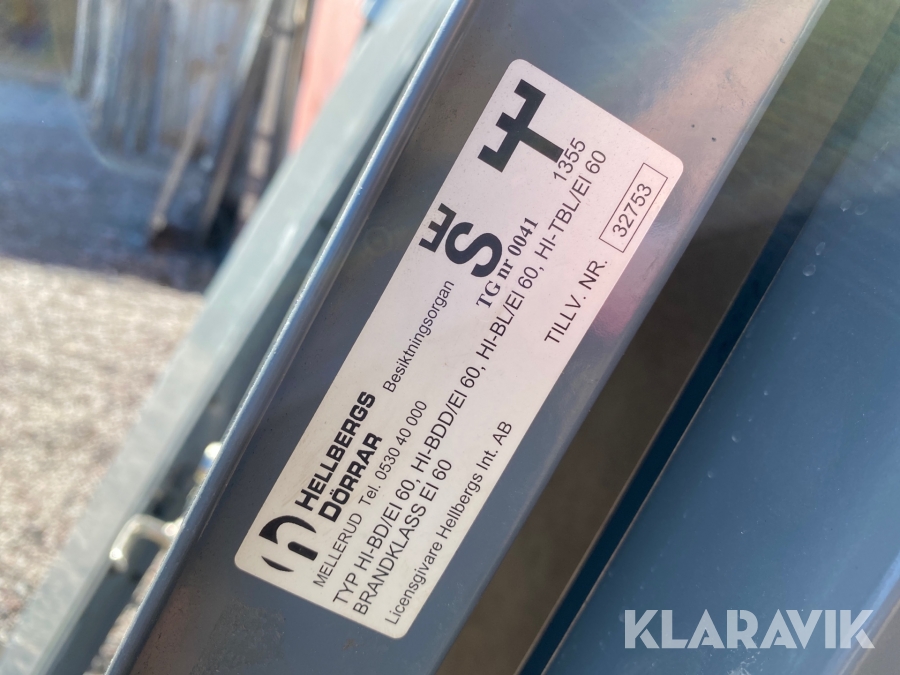 HELLBERGS
DÖRRAR
MELLERUD Tel. 0530 40 000
Besiktningsorgan
TG nr 0041
1355
TYP HI-BD/EI 60, HI-BDD/EI 60, HI-BL/EI 60, HI-TBL/EI 60
BRANDKLASS EI 60
TILLV. NR. 32753
Licensgivare Hellbergs Int. AB
KLARAVIK